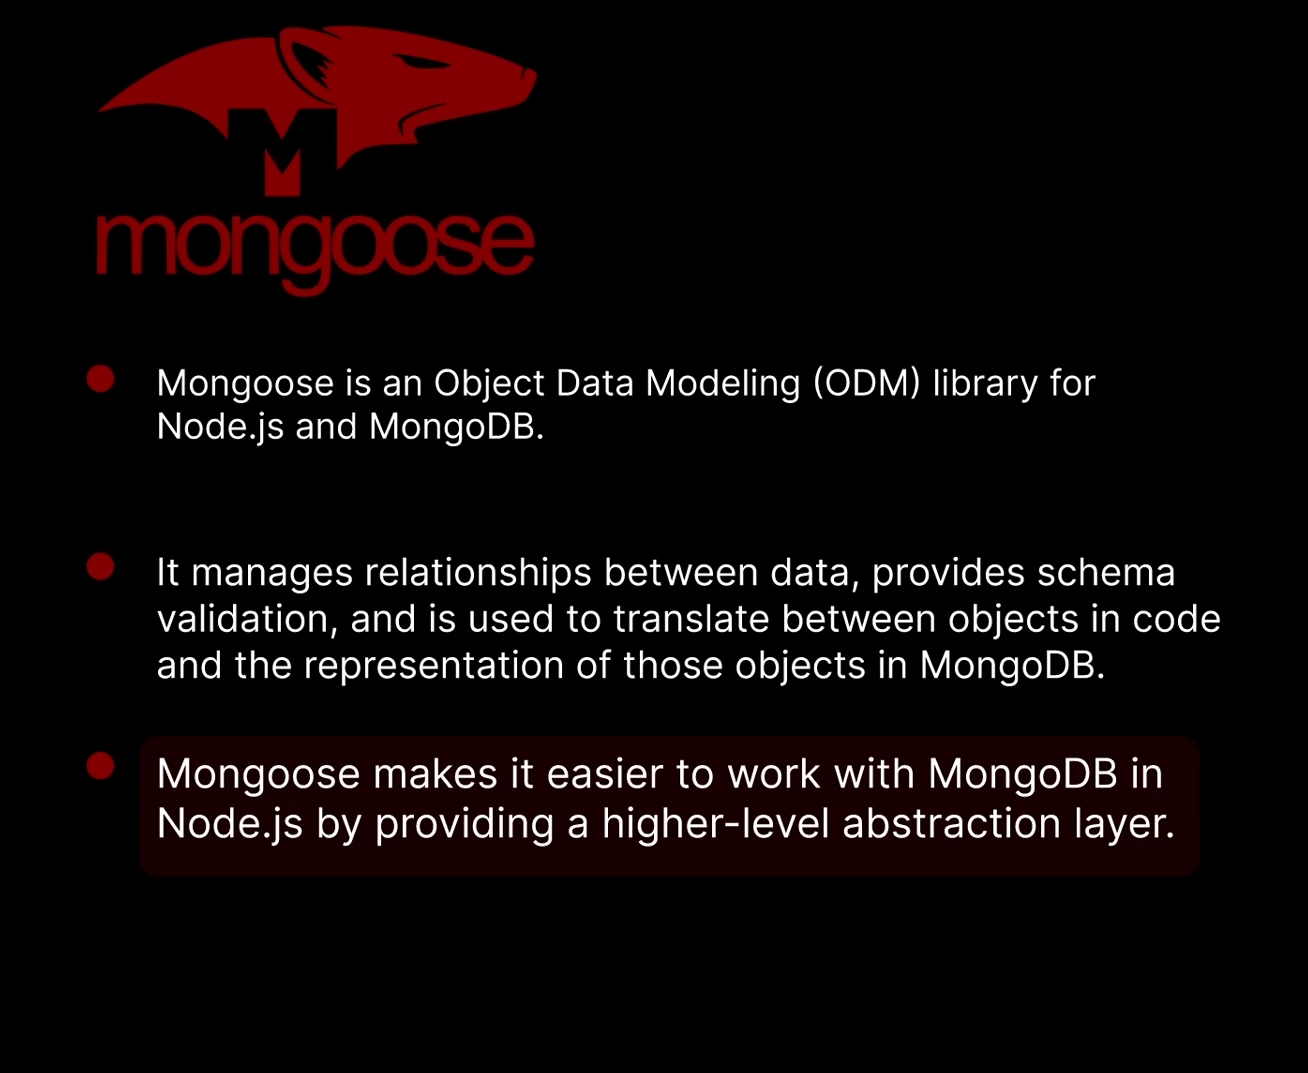 mongoose
Mongoose is an Object Data Modeling (ODM) library for
Node.js and MongoDB.
It manages relationships between data, provides schema
validation, and is used to translate between objects in code
and the representation of those objects in MongoDB.
Mongoose makes it easier to work with MongoDB in
Node.js by providing a higher-level abstraction layer.